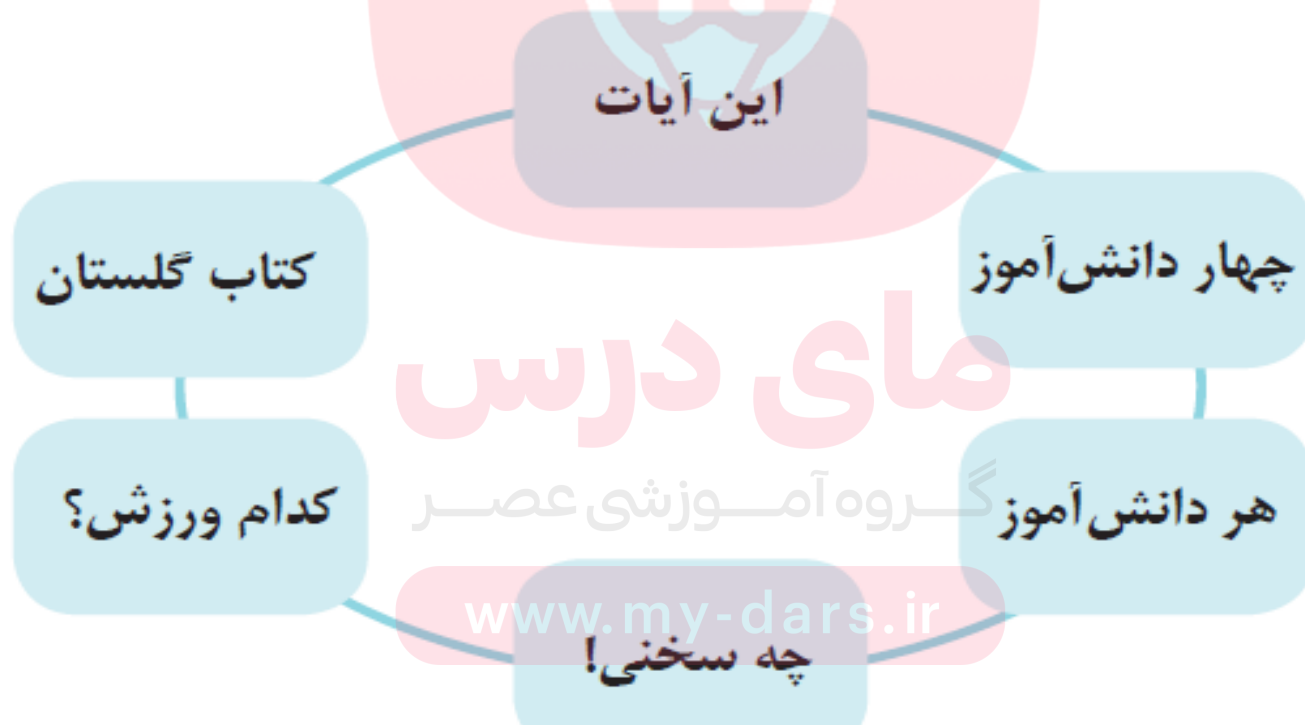 این آیات
چهار دانش‌آموز
کتاب گلستان
مای درس
گروه آموزشی عصر
هر دانش‌آموز
کدام ورزش؟
www.my-dars.ir
چه سخنی!